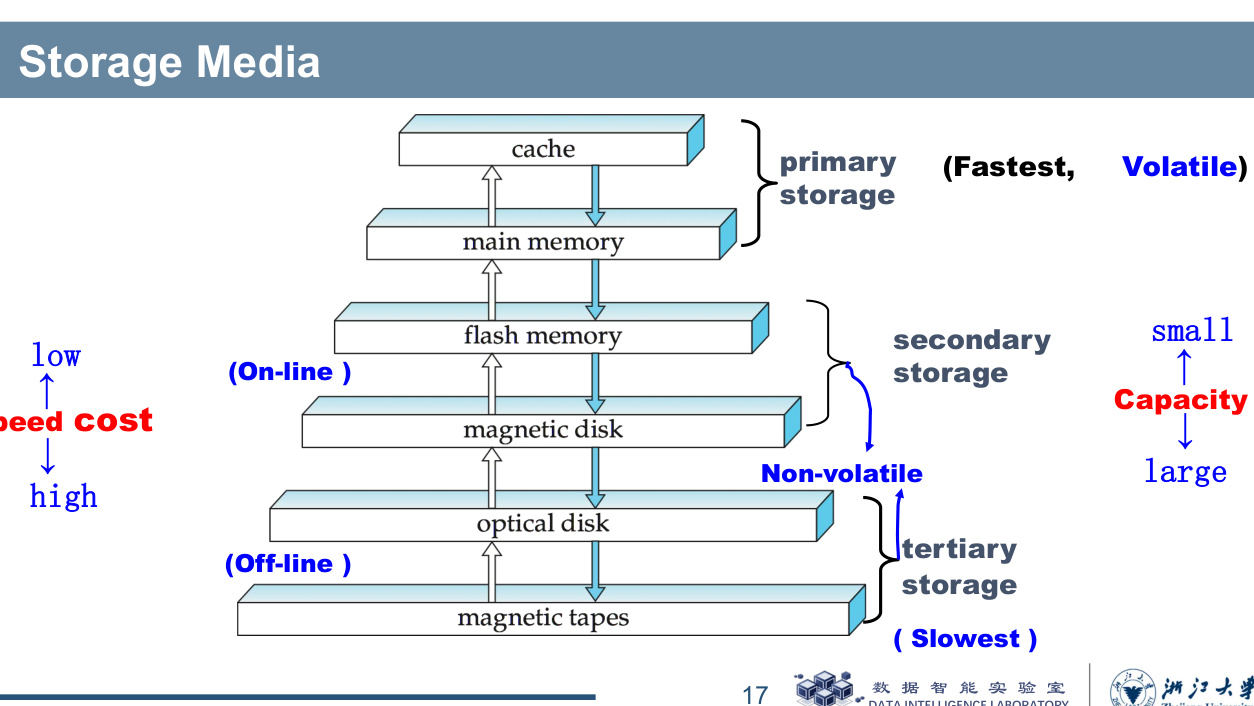 Storage Media
cache
primary
storage
(Fastest, Volatile)
main memory
flash memory
(On-line )
secondary
storage
magnetic disk
low
peed cost
high
small
Capacity
large
Non-volatile
optical disk
(Off-line )
tertiary
storage
magnetic tapes
( Slowest )
17
数据智能实验室
DATA INTELLIGENCE LABORATORY
浙江大学